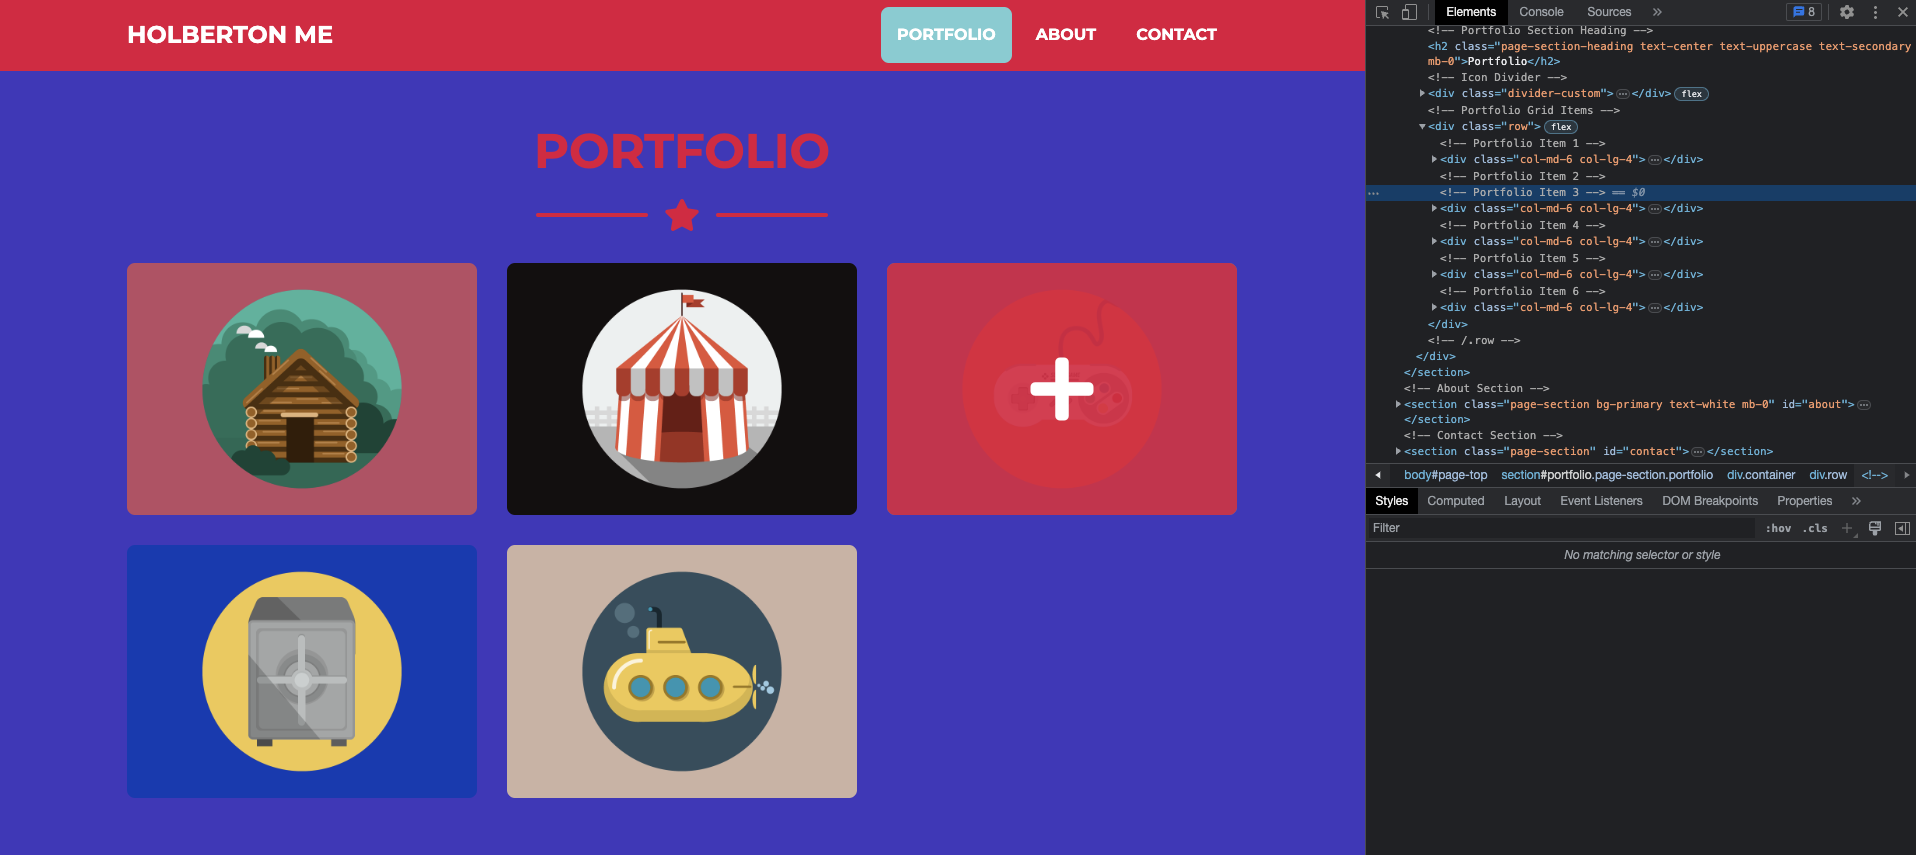 HOLBERTON ME
PORTFOLIO ABOUT CONTACT
PORTFOLIO
Elements Console Sources » 8
<!-- Portfolio Section Heading -->
<h2 class="page-section-heading text-center text-uppercase text-secondary
mb-0">Portfolio</h2>
<!-- Icon Divider -->
<div class="divider-custom">…</div> flex
<!-- Portfolio Grid Items -->
<div class="row"> flex
<!-- Portfolio Item 1 -->
<div class="col-md-6 col-lg-4">…</div>
<!-- Portfolio Item 2 -->
<!-- Portfolio Item 3 --> == $0
<div class="col-md-6 col-lg-4">…</div>
<!-- Portfolio Item 4 -->
<div class="col-md-6 col-lg-4">…</div>
<!-- Portfolio Item 5 -->
<div class="col-md-6 col-lg-4">…</div>
<!-- Portfolio Item 6 -->
<div class="col-md-6 col-lg-4">…</div>
</div>
<!-- /.row -->
</div>
</section>
<!-- About Section -->
<section class="page-section bg-primary text-white mb-0" id="about">…
</section>
<!-- Contact Section -->
<section class="page-section" id="contact">…</section>
body#page-top section#portfolio.page-section.portfolio div.container div.row <!-->
Styles Computed Layout Event Listeners DOM Breakpoints Properties »
Filter :hov .cls +
No matching selector or style